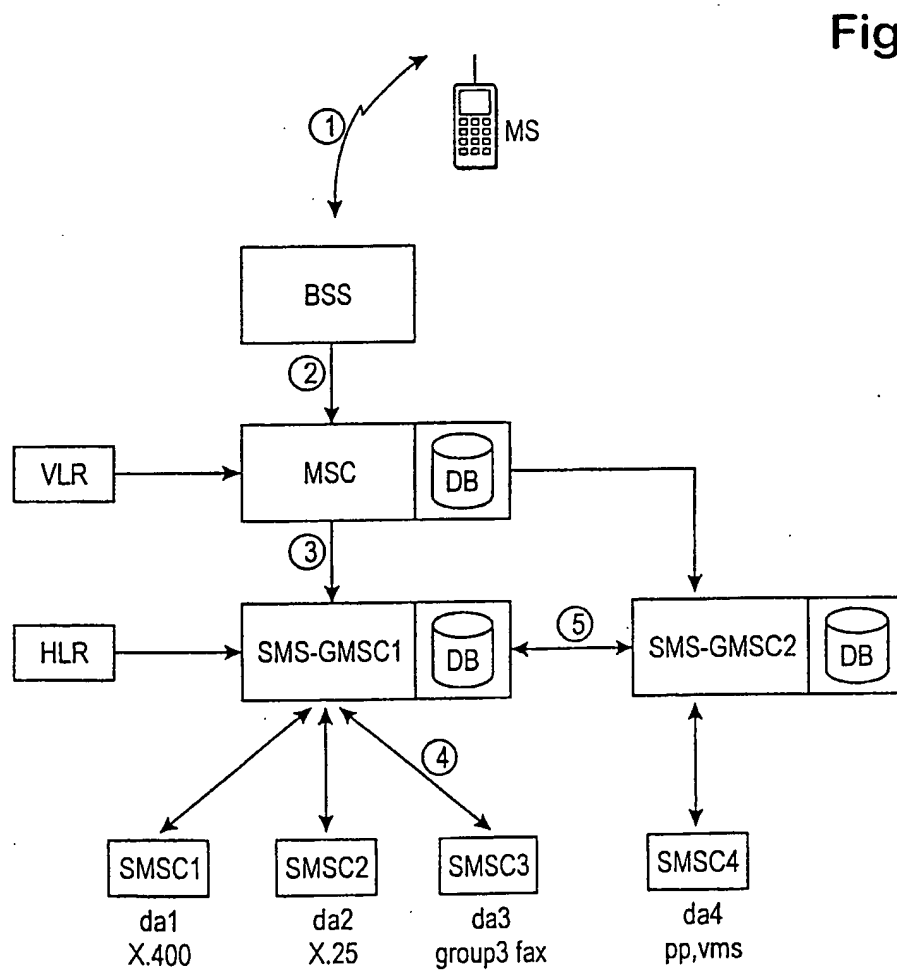 Fig
1
MS
BSS
2
VLR
MSC
DB
3
HLR
SMS-GMSC1
DB
5
SMS-GMSC2
DB
4
SMSC1
SMSC2
SMSC3
SMSC4
da1
da2
da3
da4
X.400
X.25
group3 fax
pp,vms